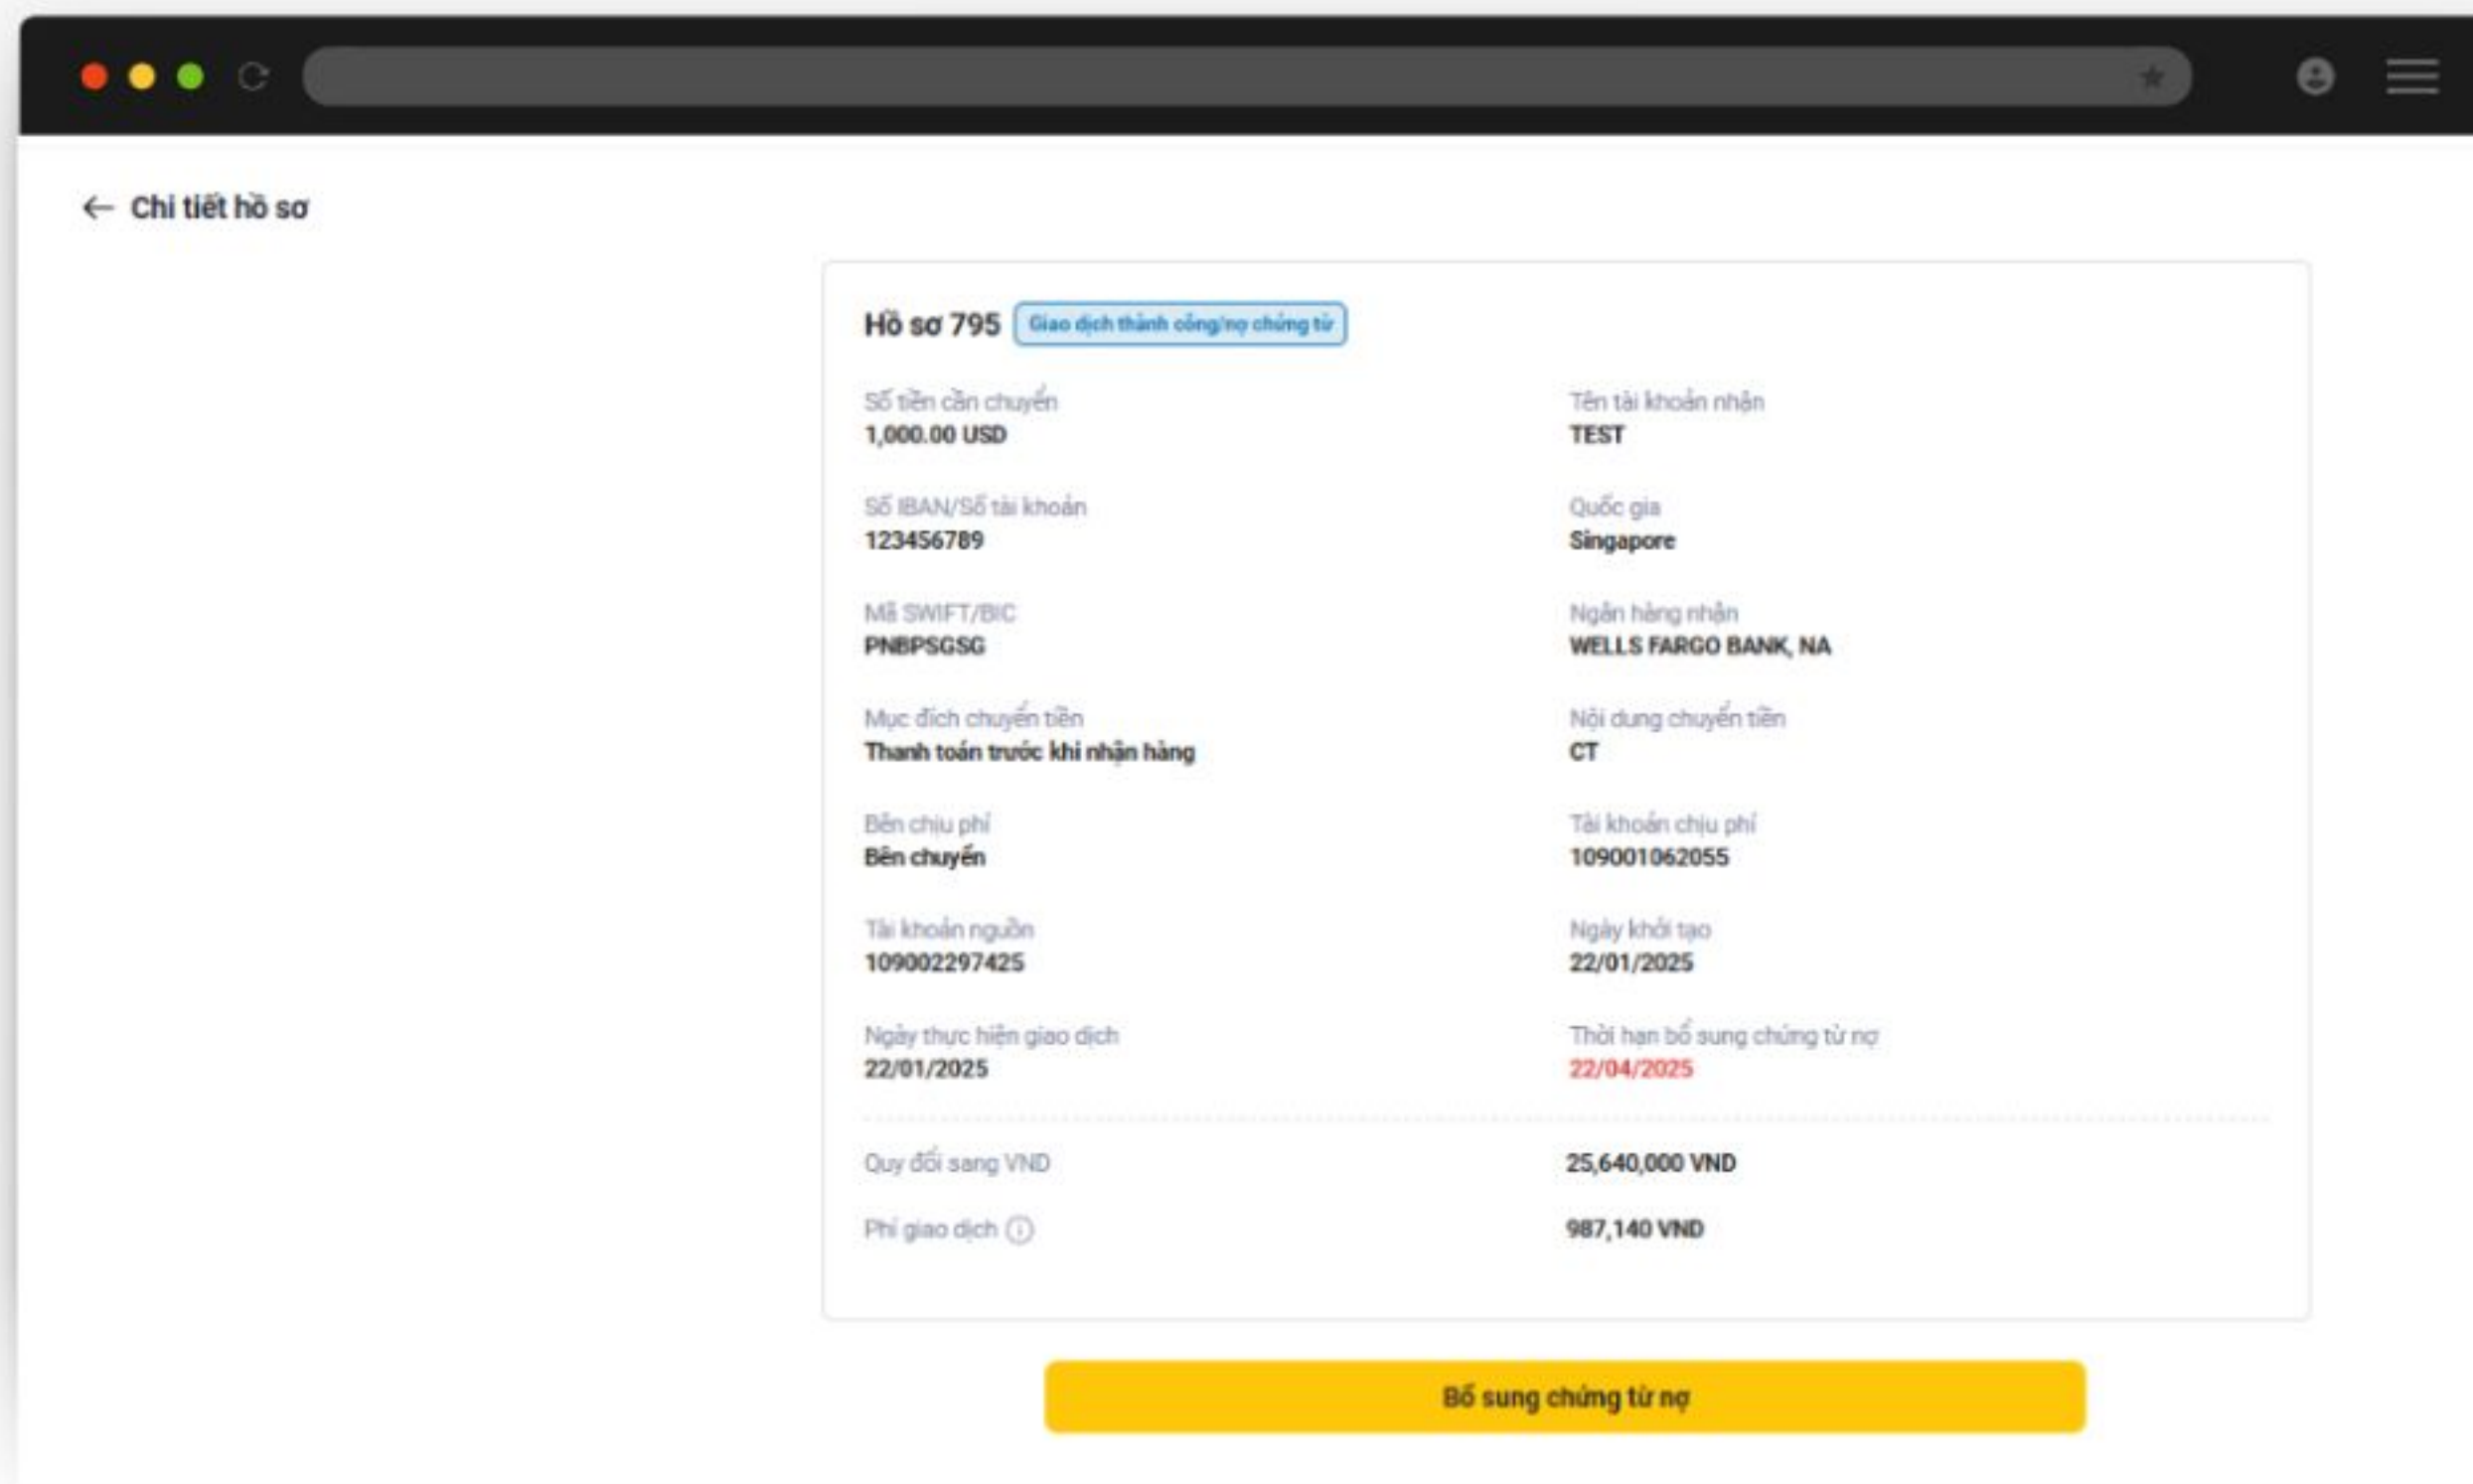 Chi tiết hồ sơ
Hồ sơ 795
Giao dịch thành công/nợ chứng từ
Số tiền cần chuyển
1,000.00 USD
Tên tài khoản nhận
TEST
Số IBAN/Số tài khoản
123456789
Quốc gia
Singapore
Mã SWIFT/BIC
PNBPSGSG
Ngân hàng nhận
WELLS FARGO BANK, NA
Mục đích chuyển tiền
Thanh toán trước khi nhận hàng
Nội dung chuyển tiền
CT
Bên chịu phí
Bên chuyển
Tài khoản chịu phí
109001062055
Tài khoản nguồn
109002297425
Ngày khởi tạo
22/01/2025
Ngày thực hiện giao dịch
22/01/2025
Thời hạn bổ sung chứng từ nợ
22/04/2025
Quy đổi sang VND
25,640,000 VND
Phí giao dịch
987,140 VND
Bổ sung chứng từ nợ